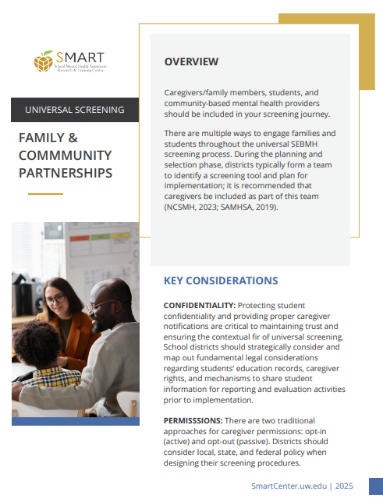 SMART
School Mental Health Assessment
Research & Training Center
UNIVERSAL SCREENING
FAMILY &
COMMMUNITY
PARTNERSHIPS
OVERVIEW
Caregivers/family members, students, and
community-based mental health providers
should be included in your screening journey.
There are multiple ways to engage families and
students throughout the universal SEBMH
screening process. During the planning and
selection phase, districts typically form a team
to identify a screening tool and plan for
implementation; it is recommended that
caregivers be included as part of this team
(NCSMH, 2023; SAMHSA, 2019).
KEY CONSIDERATIONS
CONFIDENTIALITY: Protecting student
confidentiality and providing proper caregiver
notifications are critical to maintaining trust and
ensuring the contextual fir of universal screening.
School districts should strategically consider and
map out fundamental legal considerations
regarding students' education records, caregiver
rights, and mechanisms to share student
information for reporting and evaluation activities
prior to implementation.
PERMISSSIONS: There are two traditional
approaches for caregiver permissions: opt-in
(active) and opt-out (passive). Districts should
consider local, state, and federal policy when
designing their screening procedures.
SmartCenter.uw.edu | 2025